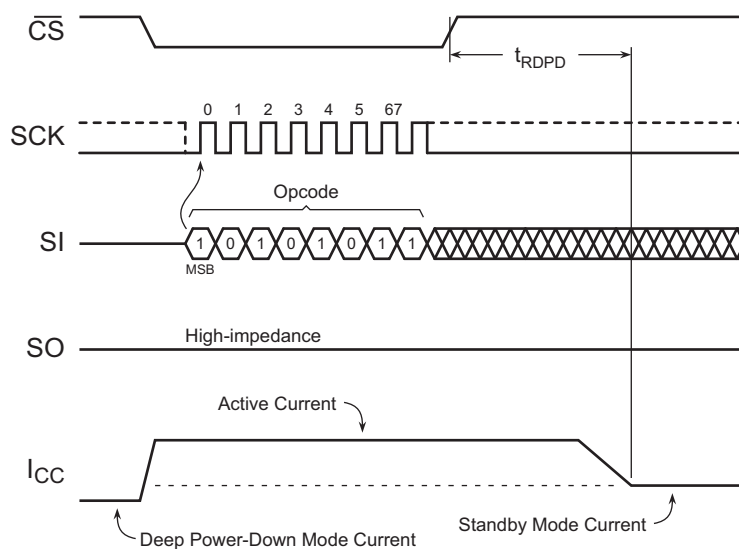 CS
tRDPD
SCK
0 1 2 3 4 5 67
Opcode
SI
1 0 1 0 1 0 1 1
MSB
SO
High-impedance
Active Current
ICC
Deep Power-Down Mode Current
Standby Mode Current